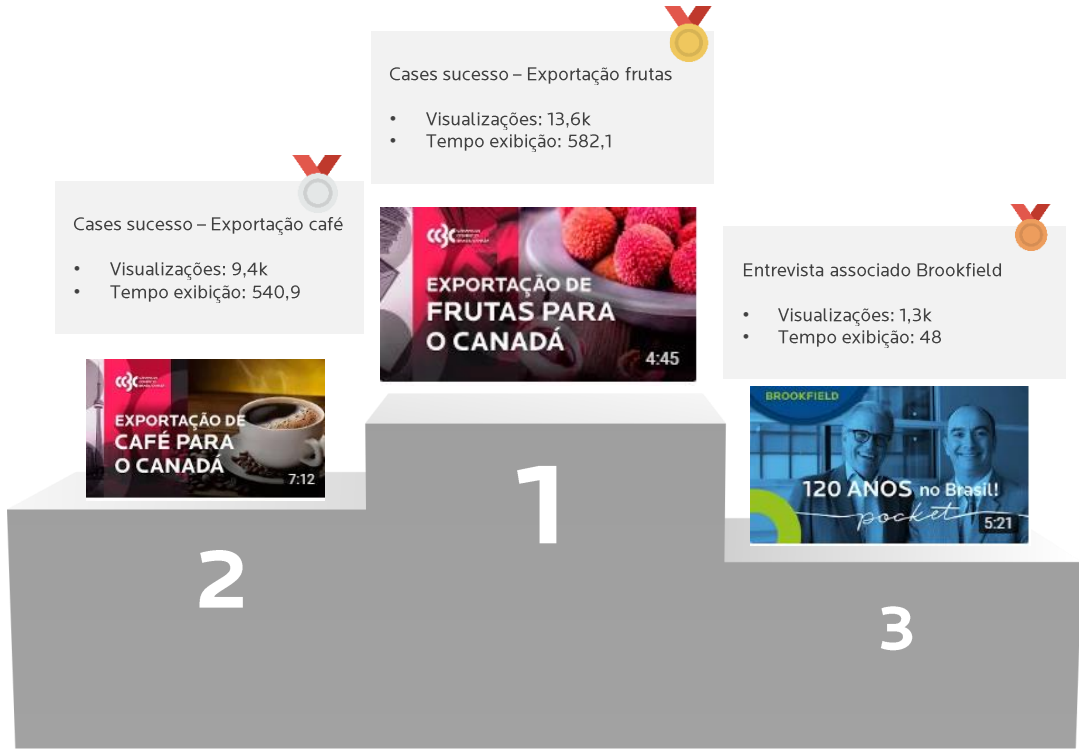 Cases sucesso – Exportação frutas
• Visualizações: 13,6k
• Tempo exibição: 582,1
Cases sucesso – Exportação café
• Visualizações: 9,4k
• Tempo exibição: 540,9
Entrevista associado Brookfield
• Visualizações: 1,3k
• Tempo exibição: 48
EXPORTAÇÃO DE
FRUTAS PARA
O CANADÁ
4:45
EXPORTAÇÃO DE
CAFÉ PARA
O CANADÁ
7:12
BROOKFIELD
120 ANOS no Brasil!
pocket
5:21
1
2
3